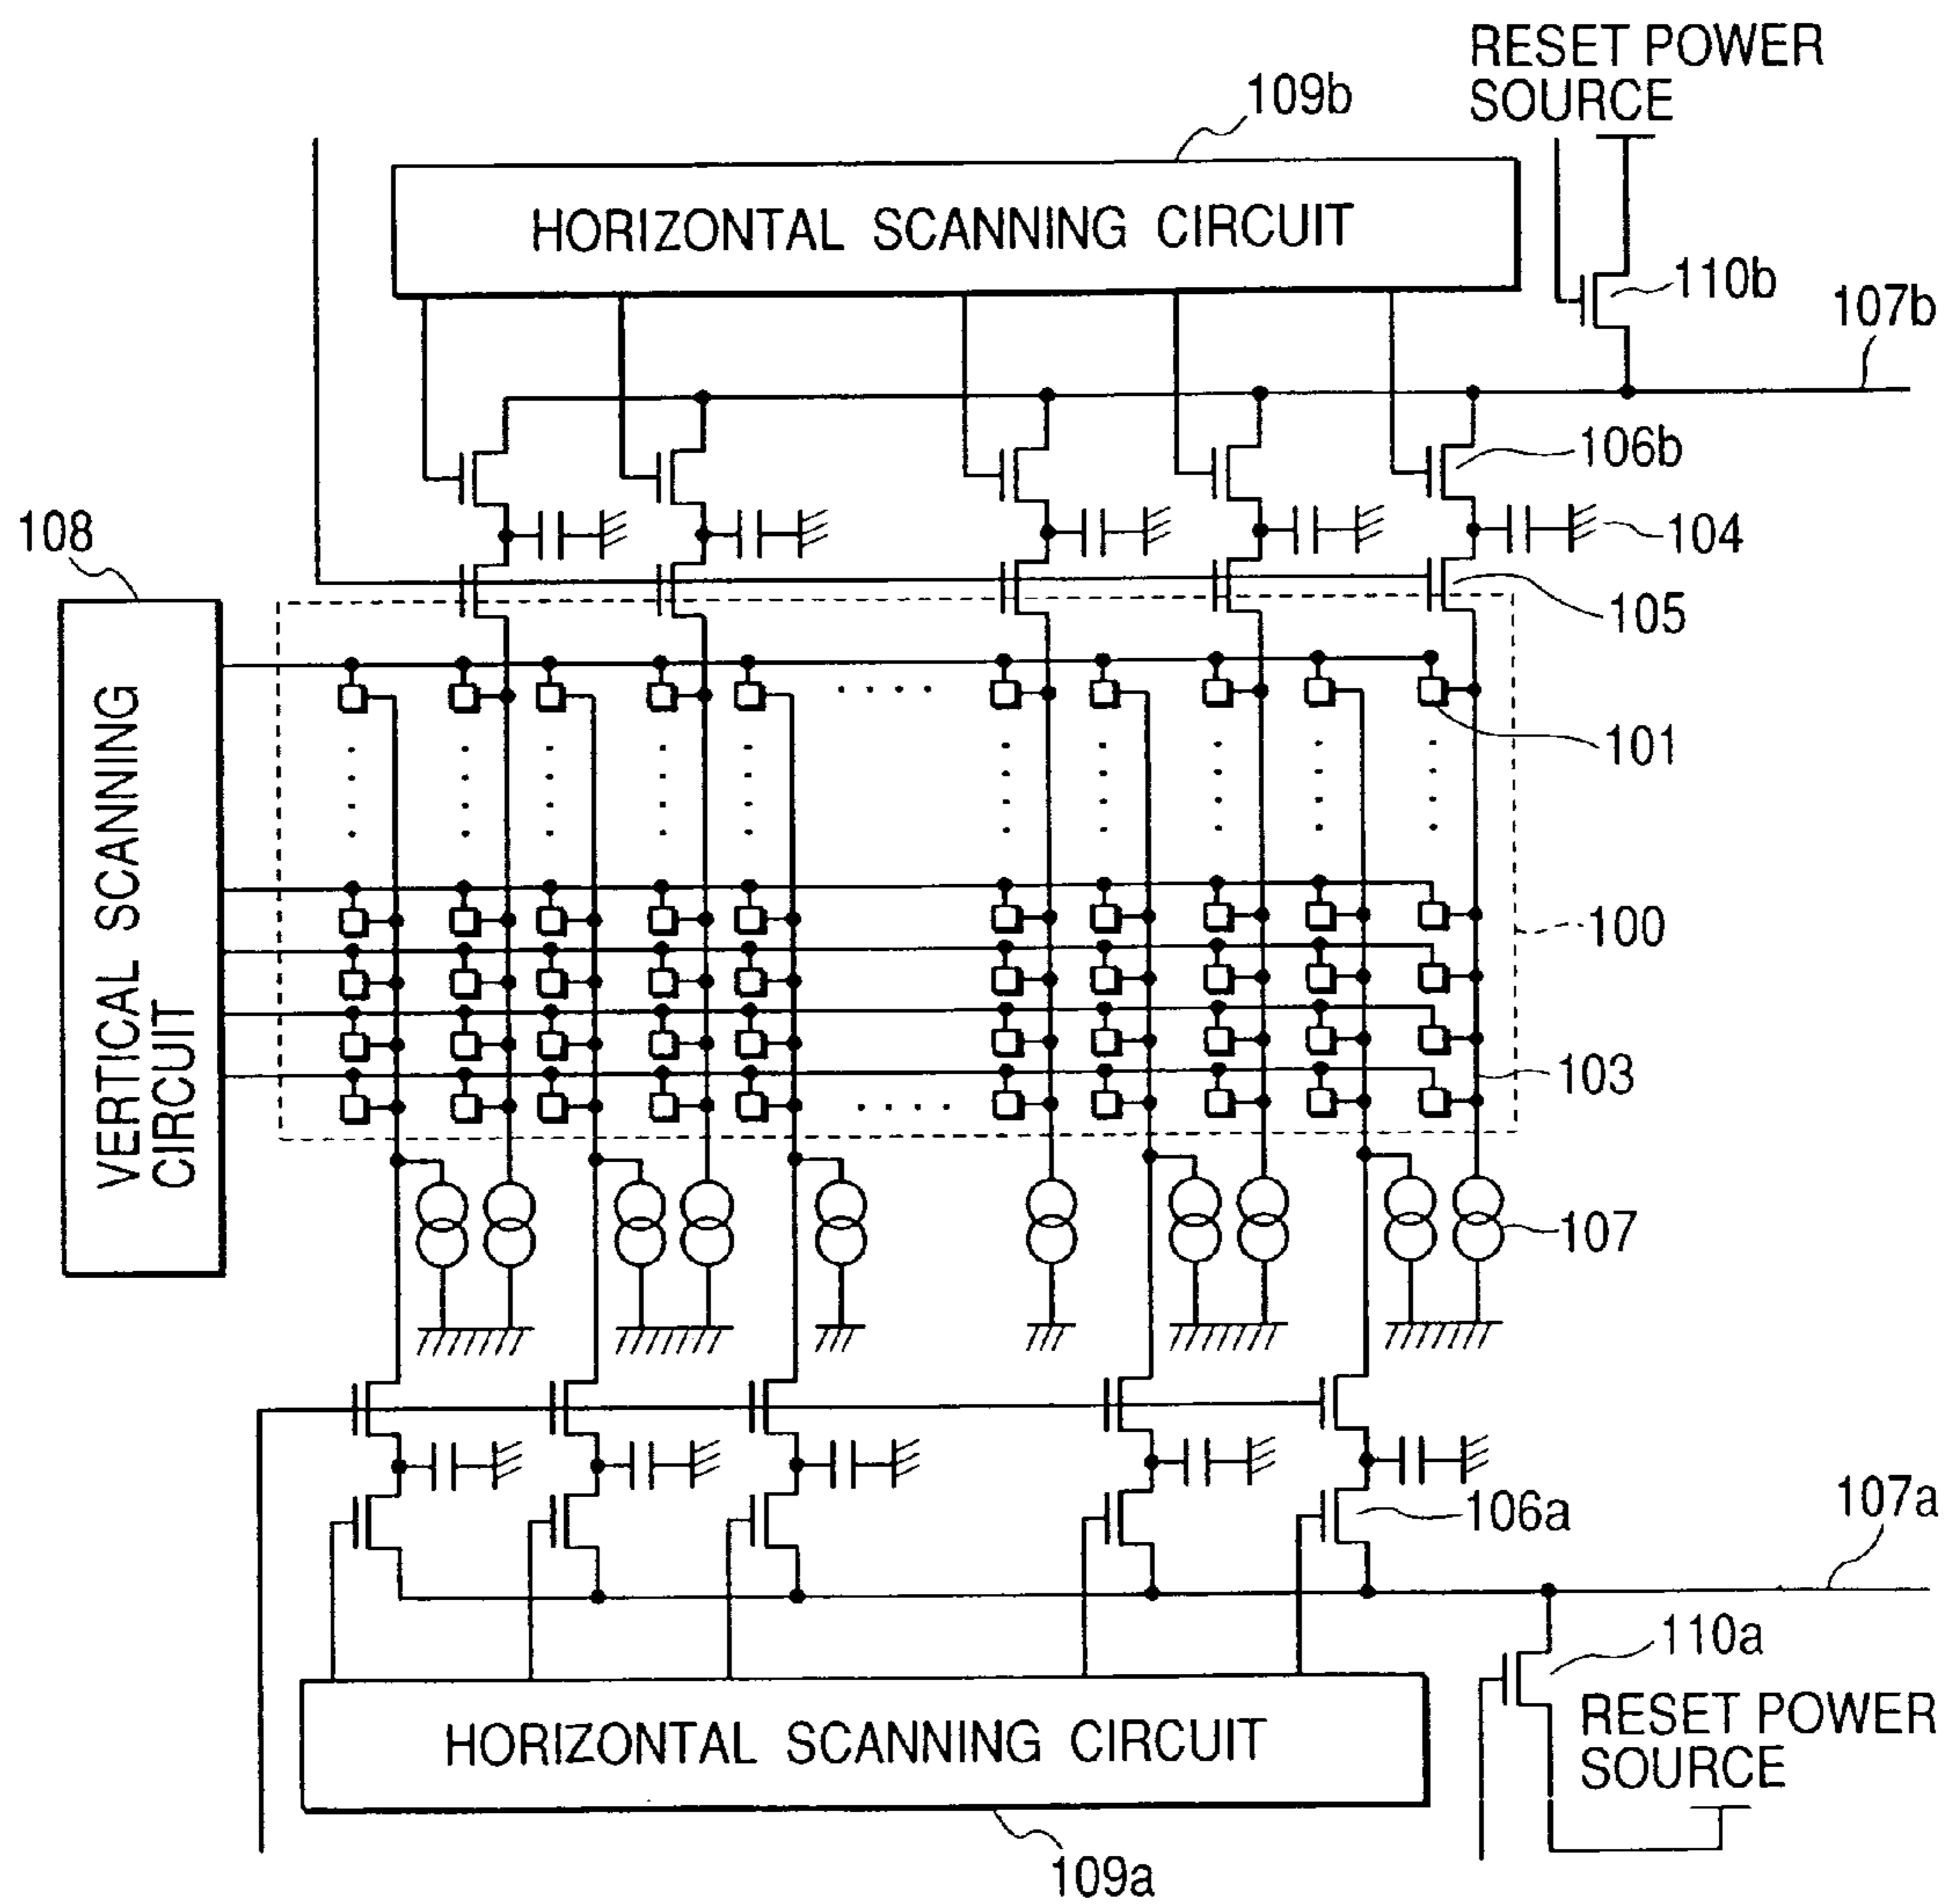 RESET POWER
SOURCE
109b
HORIZONTAL SCANNING CIRCUIT
110b
107b
106b
108
104
105
VERTICAL SCANNING
CIRCUIT
101
100
103
107
106a
107a
110a
RESET POWER
SOURCE
HORIZONTAL SCANNING CIRCUIT
109a